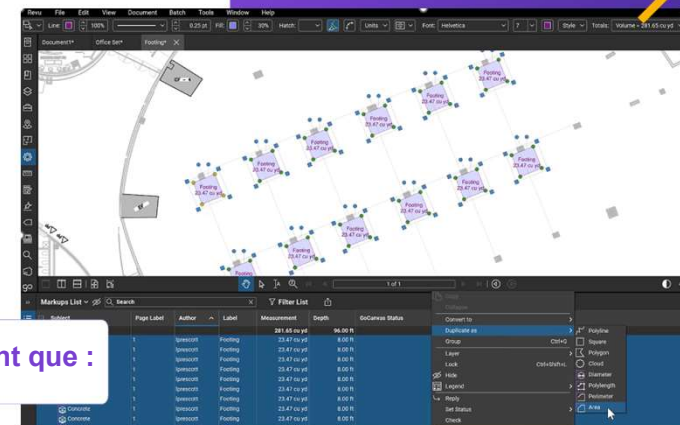 Revu File Edit View Document Batch Tools Window Help
Line: 100% 0.25 pt Fill: 30% Hatch: Units Font: Helvetica 7 Style Totals: Volume = 281.65 cu yd
Document1* Office Set* Footing* X
Footing
23.47 cu yd
Footing
23.47 cu yd
Footing
23.47 cu yd
Footing
23.47 cu yd
Footing
23.47 cu yd
Footing
23.47 cu yd
Footing
23.47 cu yd
Footing
23.47 cu yd
Footing
23.47 cu yd
Footing
23.47 cu yd
Footing
23.47 cu yd
Footing
1 of 1
Markups List Search X Filter List
Subject Page Label Author Label Measurement Depth GoCanvas Status
1 281.65 cu yd 96.00 ft
1 lprescott Footing 23.47 cu yd 8.00 ft
1 lprescott Footing 23.47 cu yd 8.00 ft
1 lprescott Footing 23.47 cu yd 8.00 ft
1 lprescott Footing 23.47 cu yd 8.00 ft
1 lprescott Footing 23.47 cu yd 8.00 ft
1 lprescott Footing 23.47 cu yd 8.00 ft
Concrete 1 lprescott Footing 23.47 cu yd 8.00 ft
Concrete 1 lprescott Footing 23.47 cu yd 8.00 ft
nt que :
Collapse
Convert to
Duplicate as
Group Ctrl+G
Layer
Lock Ctrl+Shift+L
Hide
Legend
Reply
Set Status
Check
Polyline
Square
Polygon
Cloud
Diameter
Polylength
Perimeter
Area